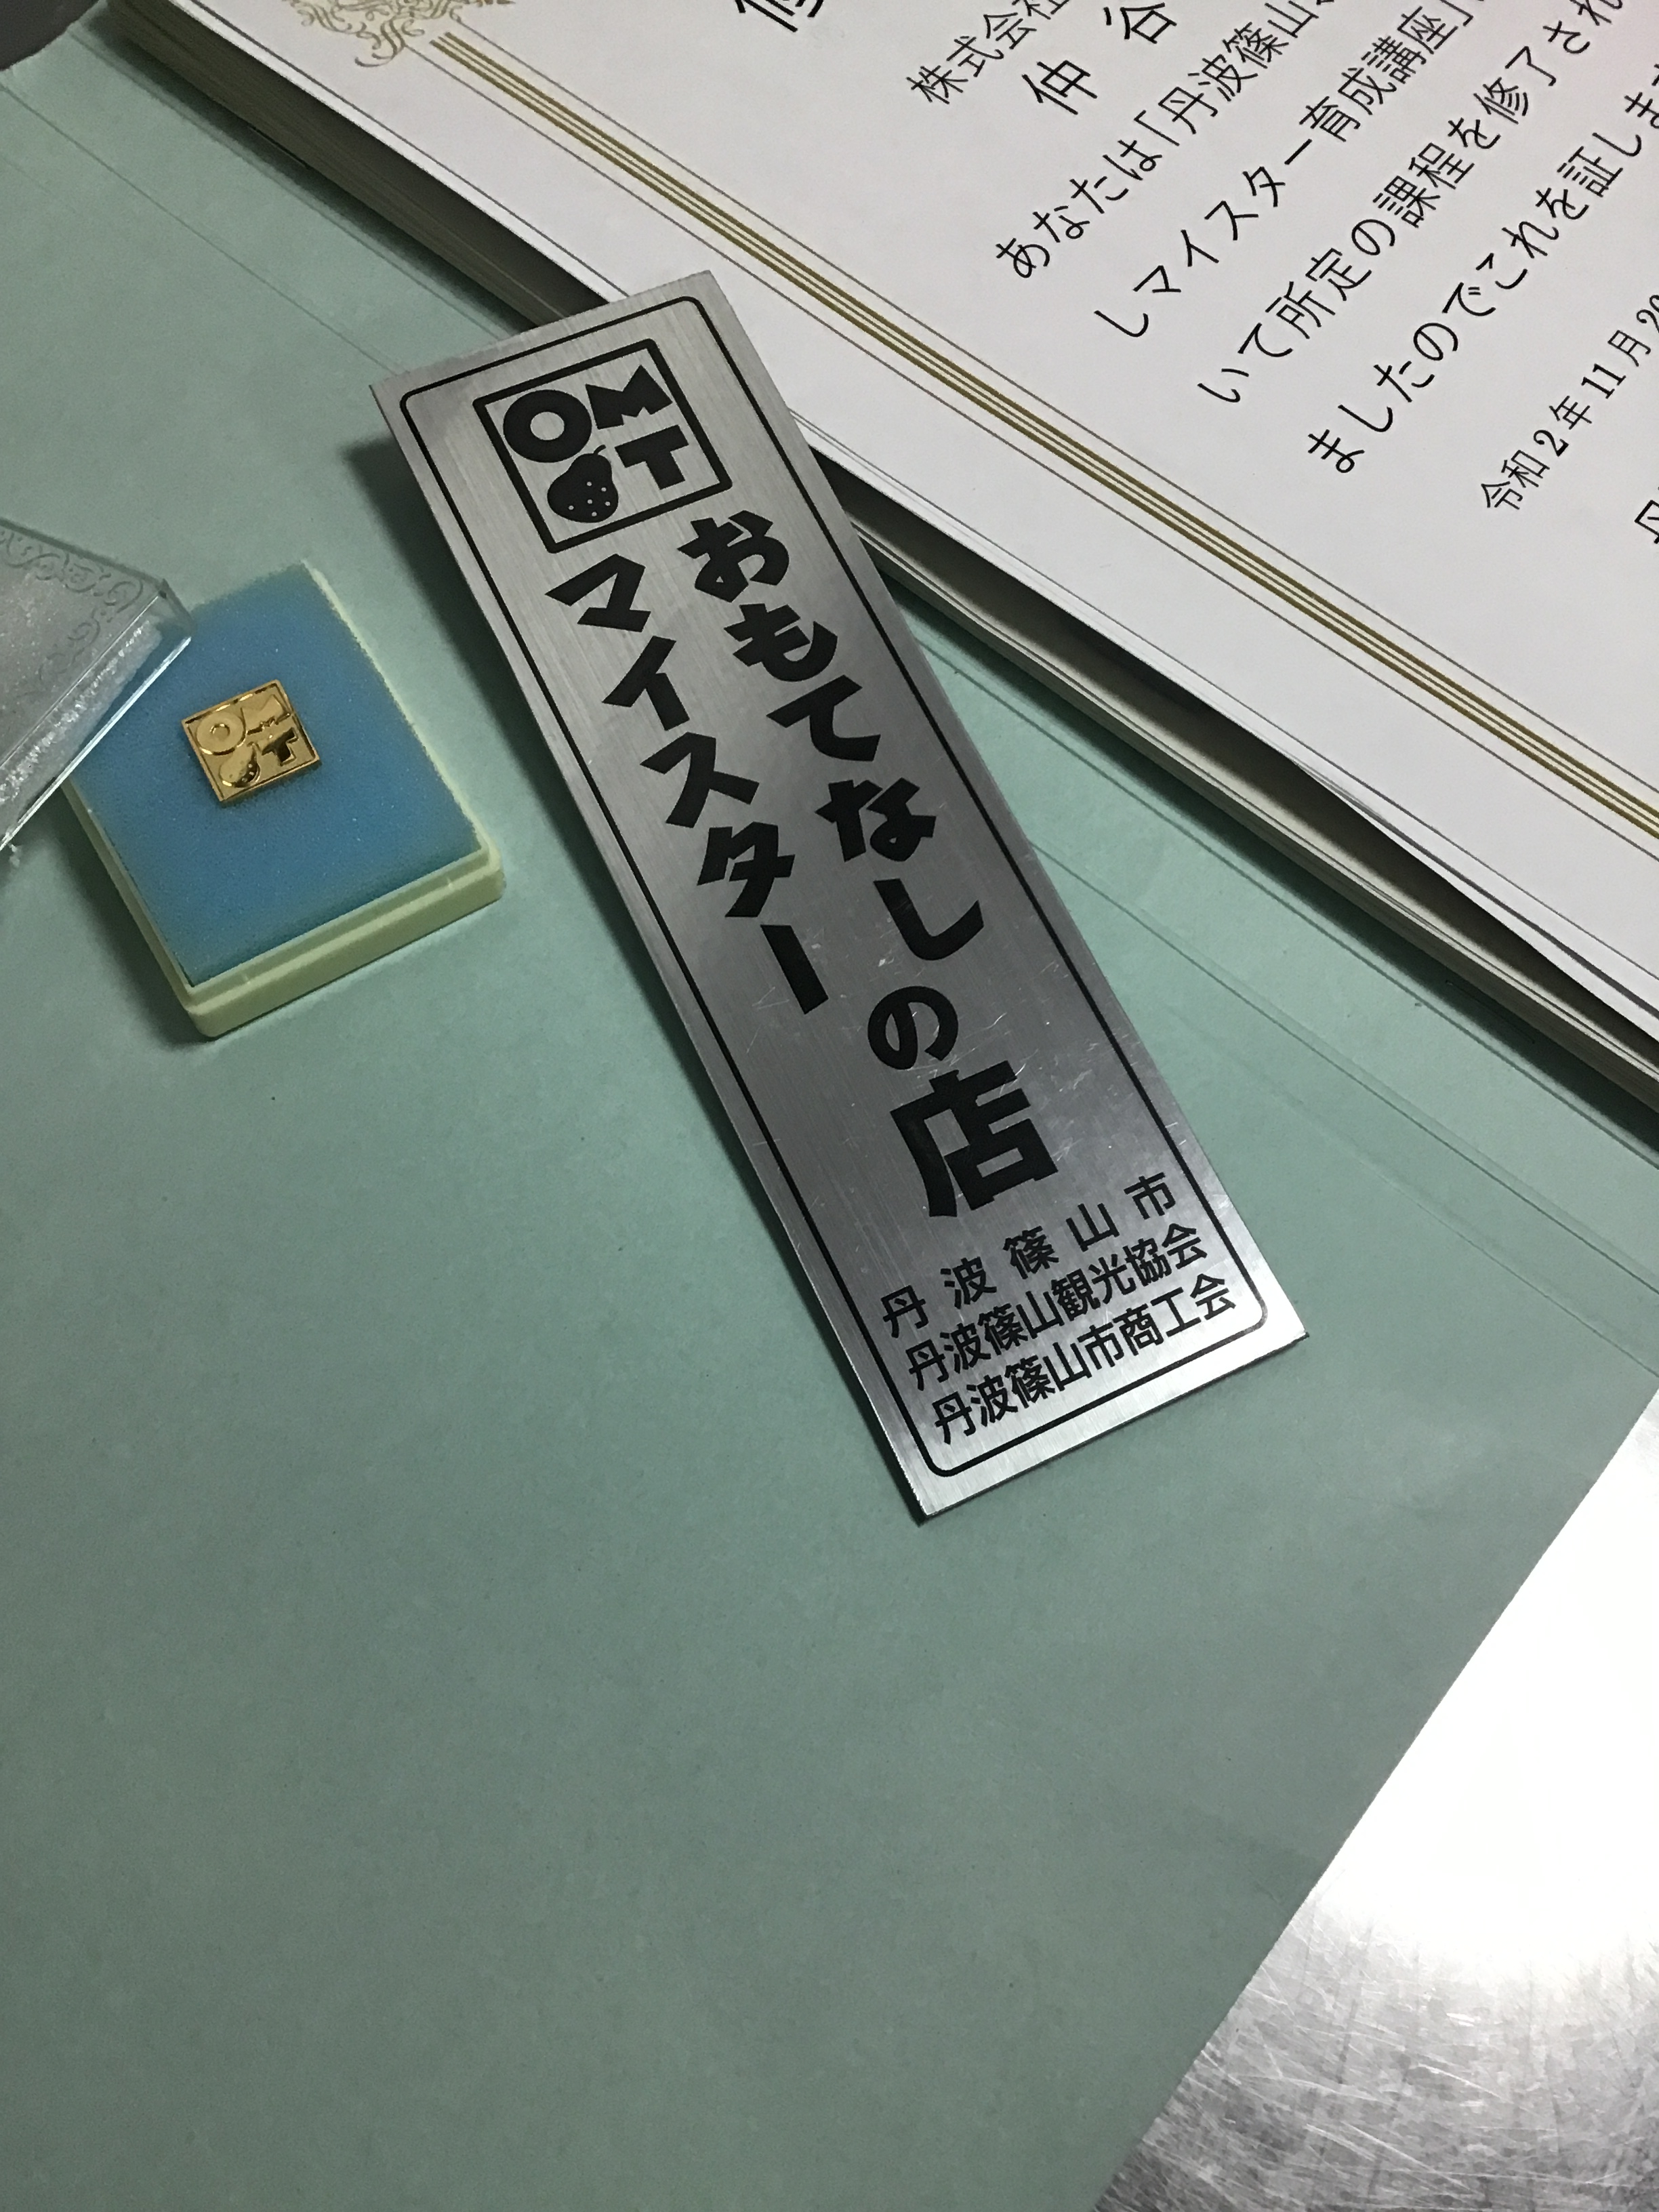 株式会社
仲 谷
あなたは「丹波篠山
しマイスター育成講座」
いて所定の課程を修了され
ましたのでこれを証しま
令和2年11月20
OM
T
おもてなしの店
マイスター
丹波篠山市
丹波篠山観光協会
丹波篠山市商工会
OM
T